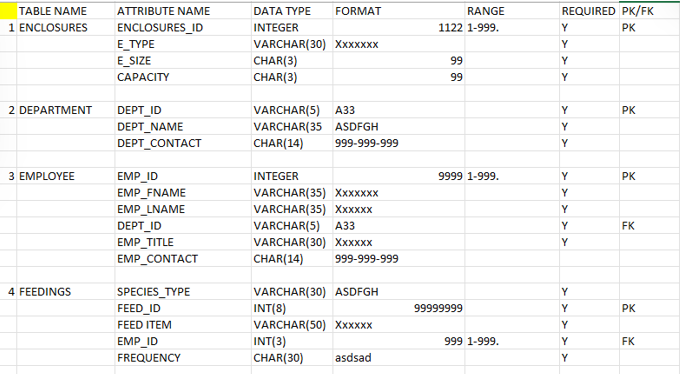 TABLE NAME ATTRIBUTE NAME DATA TYPE FORMAT RANGE REQUIRED PK/FK
1 ENCLOSURES ENCLOSURES_ID INTEGER 1122 1-999. Y PK
E_TYPE VARCHAR(30) Xxxxxxx Y
E_SIZE CHAR(3) 99 Y
CAPACITY CHAR(3) 99 Y
2 DEPARTMENT DEPT_ID VARCHAR(5) A33 Y PK
DEPT_NAME VARCHAR(35 ASDFGH Y
DEPT_CONTACT CHAR(14) 999-999-999 Y
3 EMPLOYEE EMP_ID INTEGER 9999 1-999. Y PK
EMP_FNAME VARCHAR(35) Xxxxxxx Y
EMP_LNAME VARCHAR(35) Xxxxxx Y
DEPT_ID VARCHAR(5) A33 Y FK
EMP_TITLE VARCHAR(30) Xxxxxx Y
EMP_CONTACT CHAR(14) 999-999-999
4 FEEDINGS SPECIES_TYPE VARCHAR(30) ASDFGH Y
FEED_ID INT(8) 99999999 Y PK
FEED ITEM VARCHAR(50) Xxxxxx Y
EMP_ID INT(3) 999 1-999. Y FK
FREQUENCY CHAR(30) asdsad Y